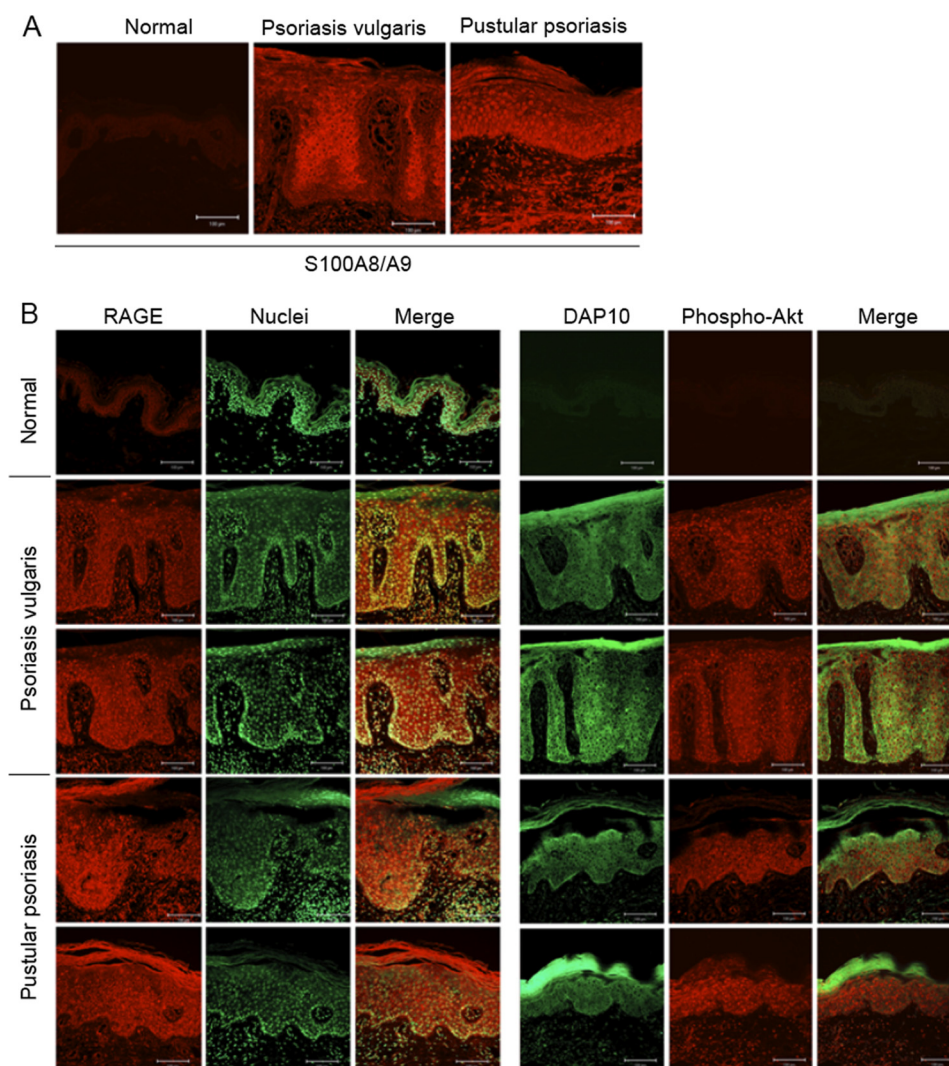 A
Normal Psoriasis vulgaris Pustular psoriasis
S100A8/A9
B
RAGE Nuclei Merge DAP10 Phospho-Akt Merge
Normal
Psoriasis vulgaris
Pustular psoriasis